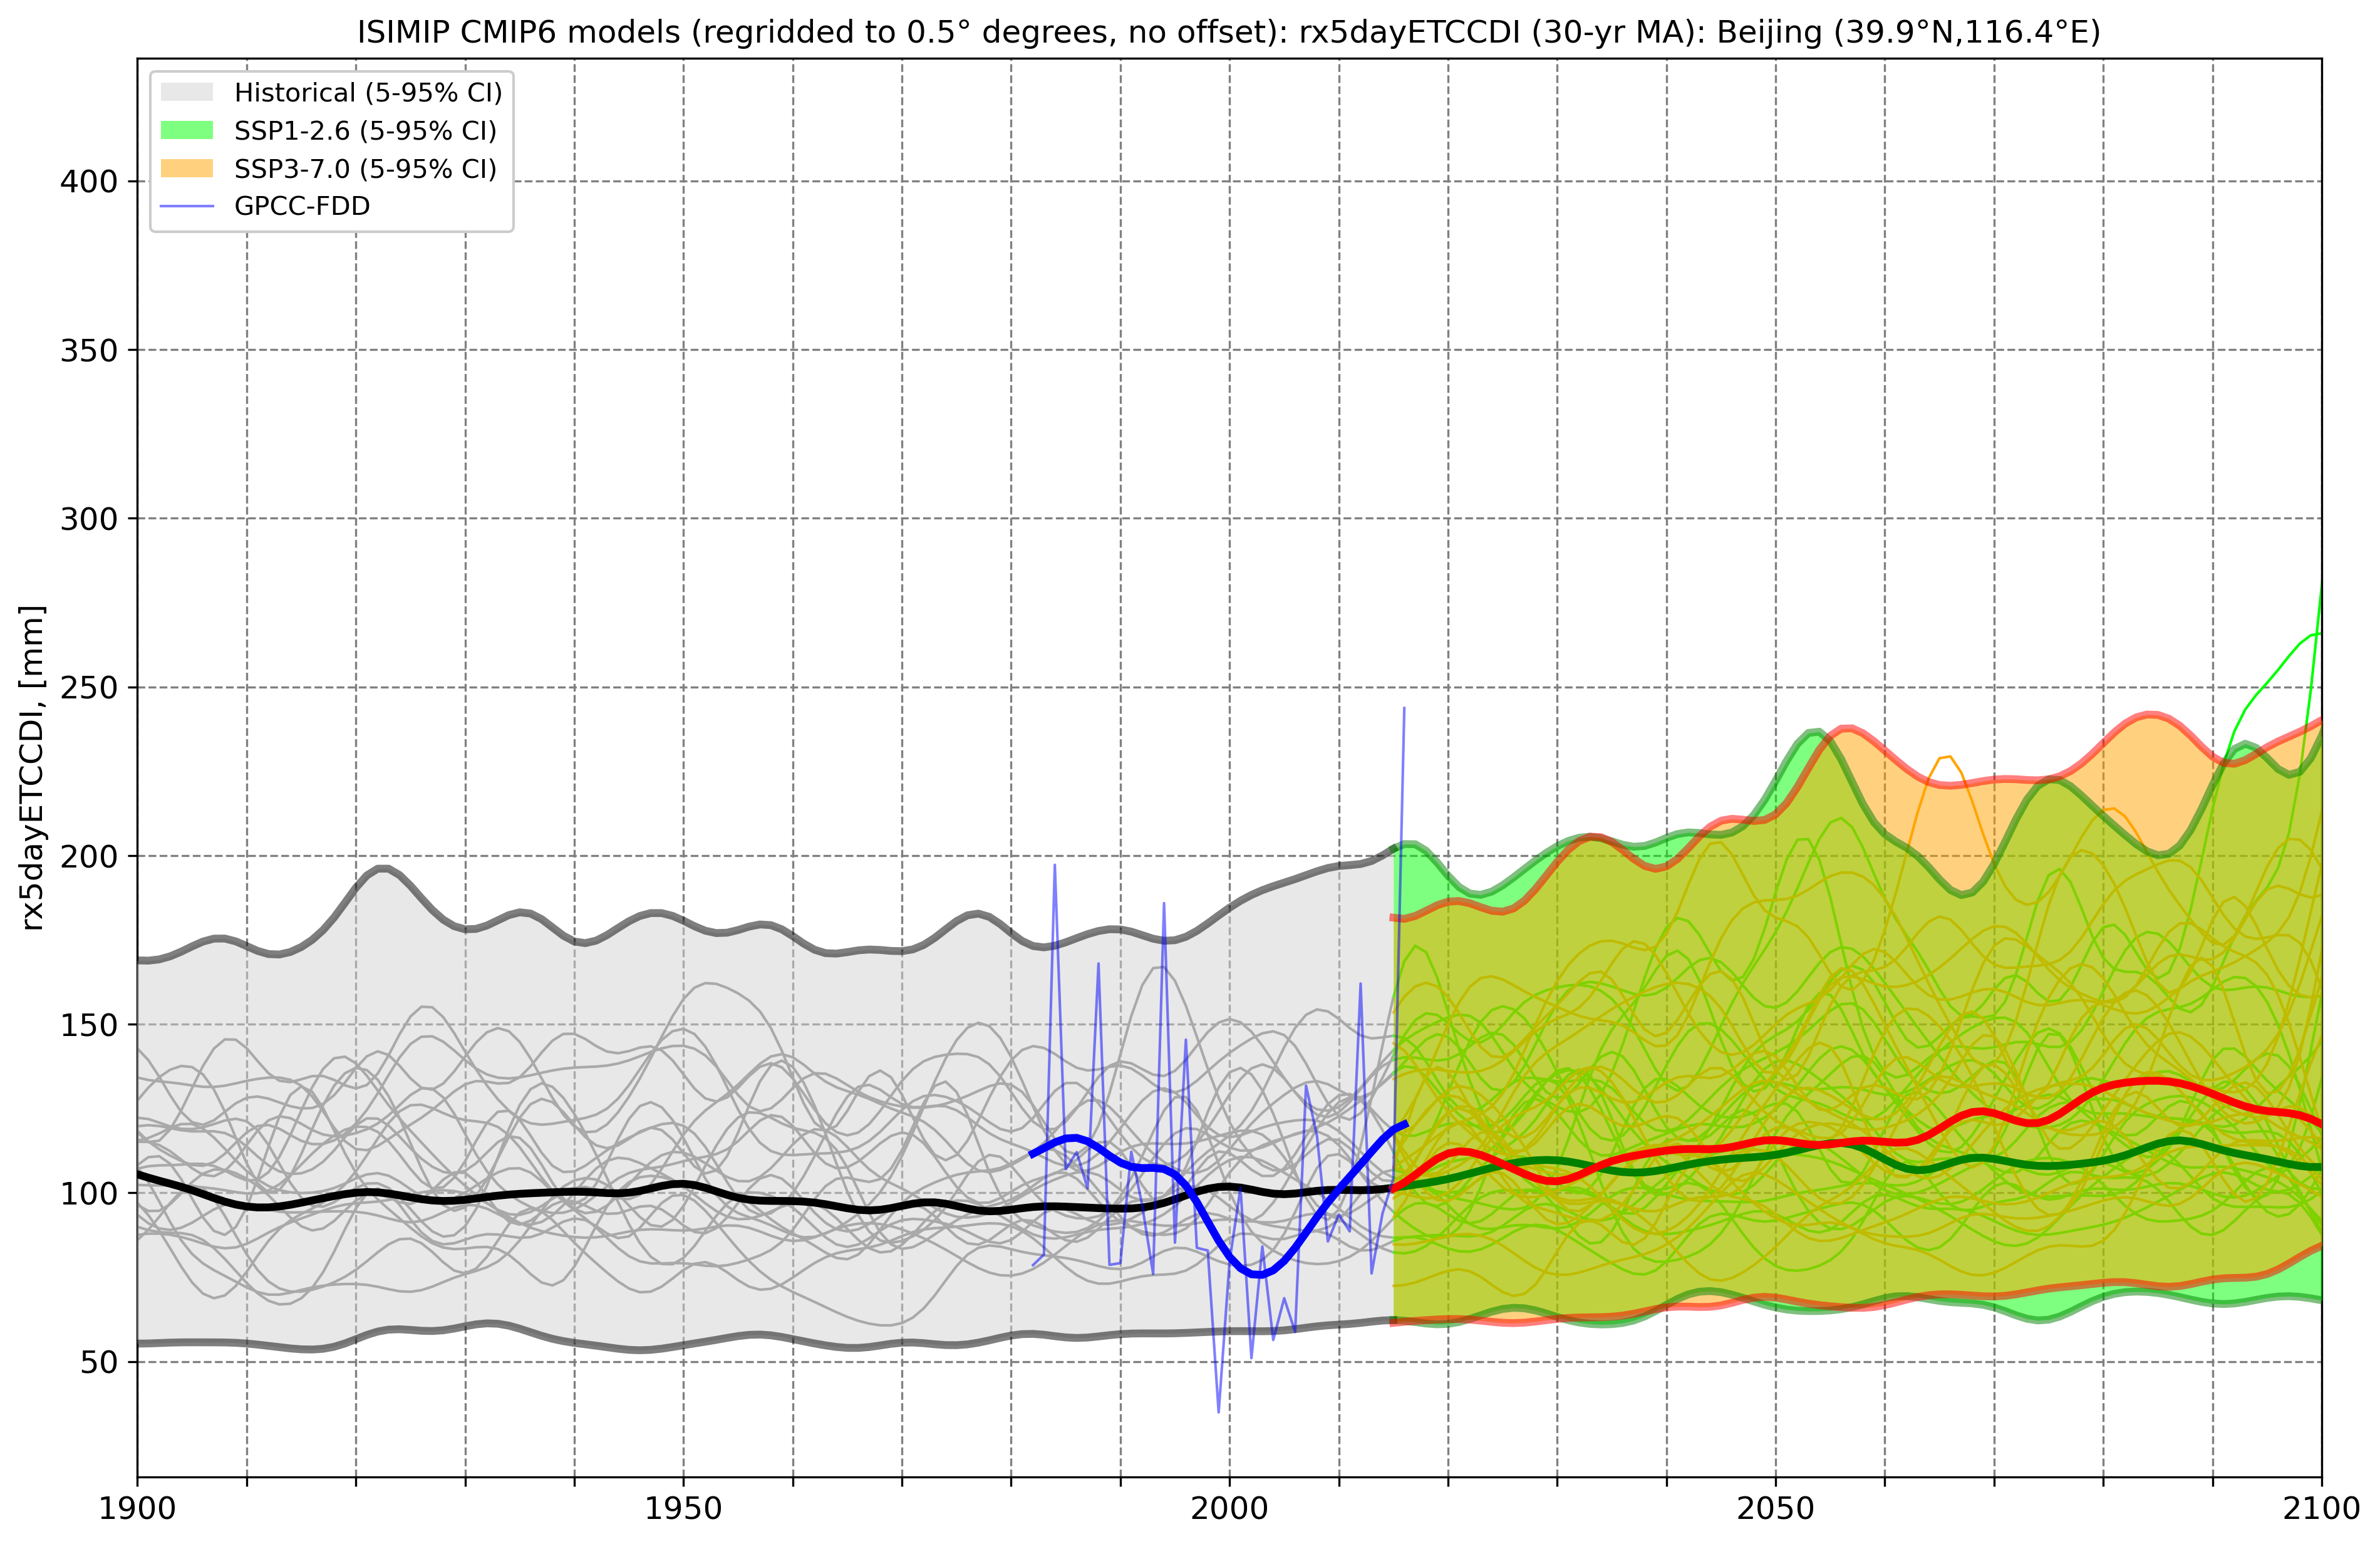 ISIMIP CMIP6 models (regridded to 0.5° degrees, no offset): rx5dayETCCDI (30-yr MA): Beijing (39.9°N,116.4°E)
Historical (5-95% CI)
SSP1-2.6 (5-95% CI)
SSP3-7.0 (5-95% CI)
GPCC-FDD
rx5dayETCCDI, [mm]
400
350
300
250
200
150
100
50
1900
1950
2000
2050
2100